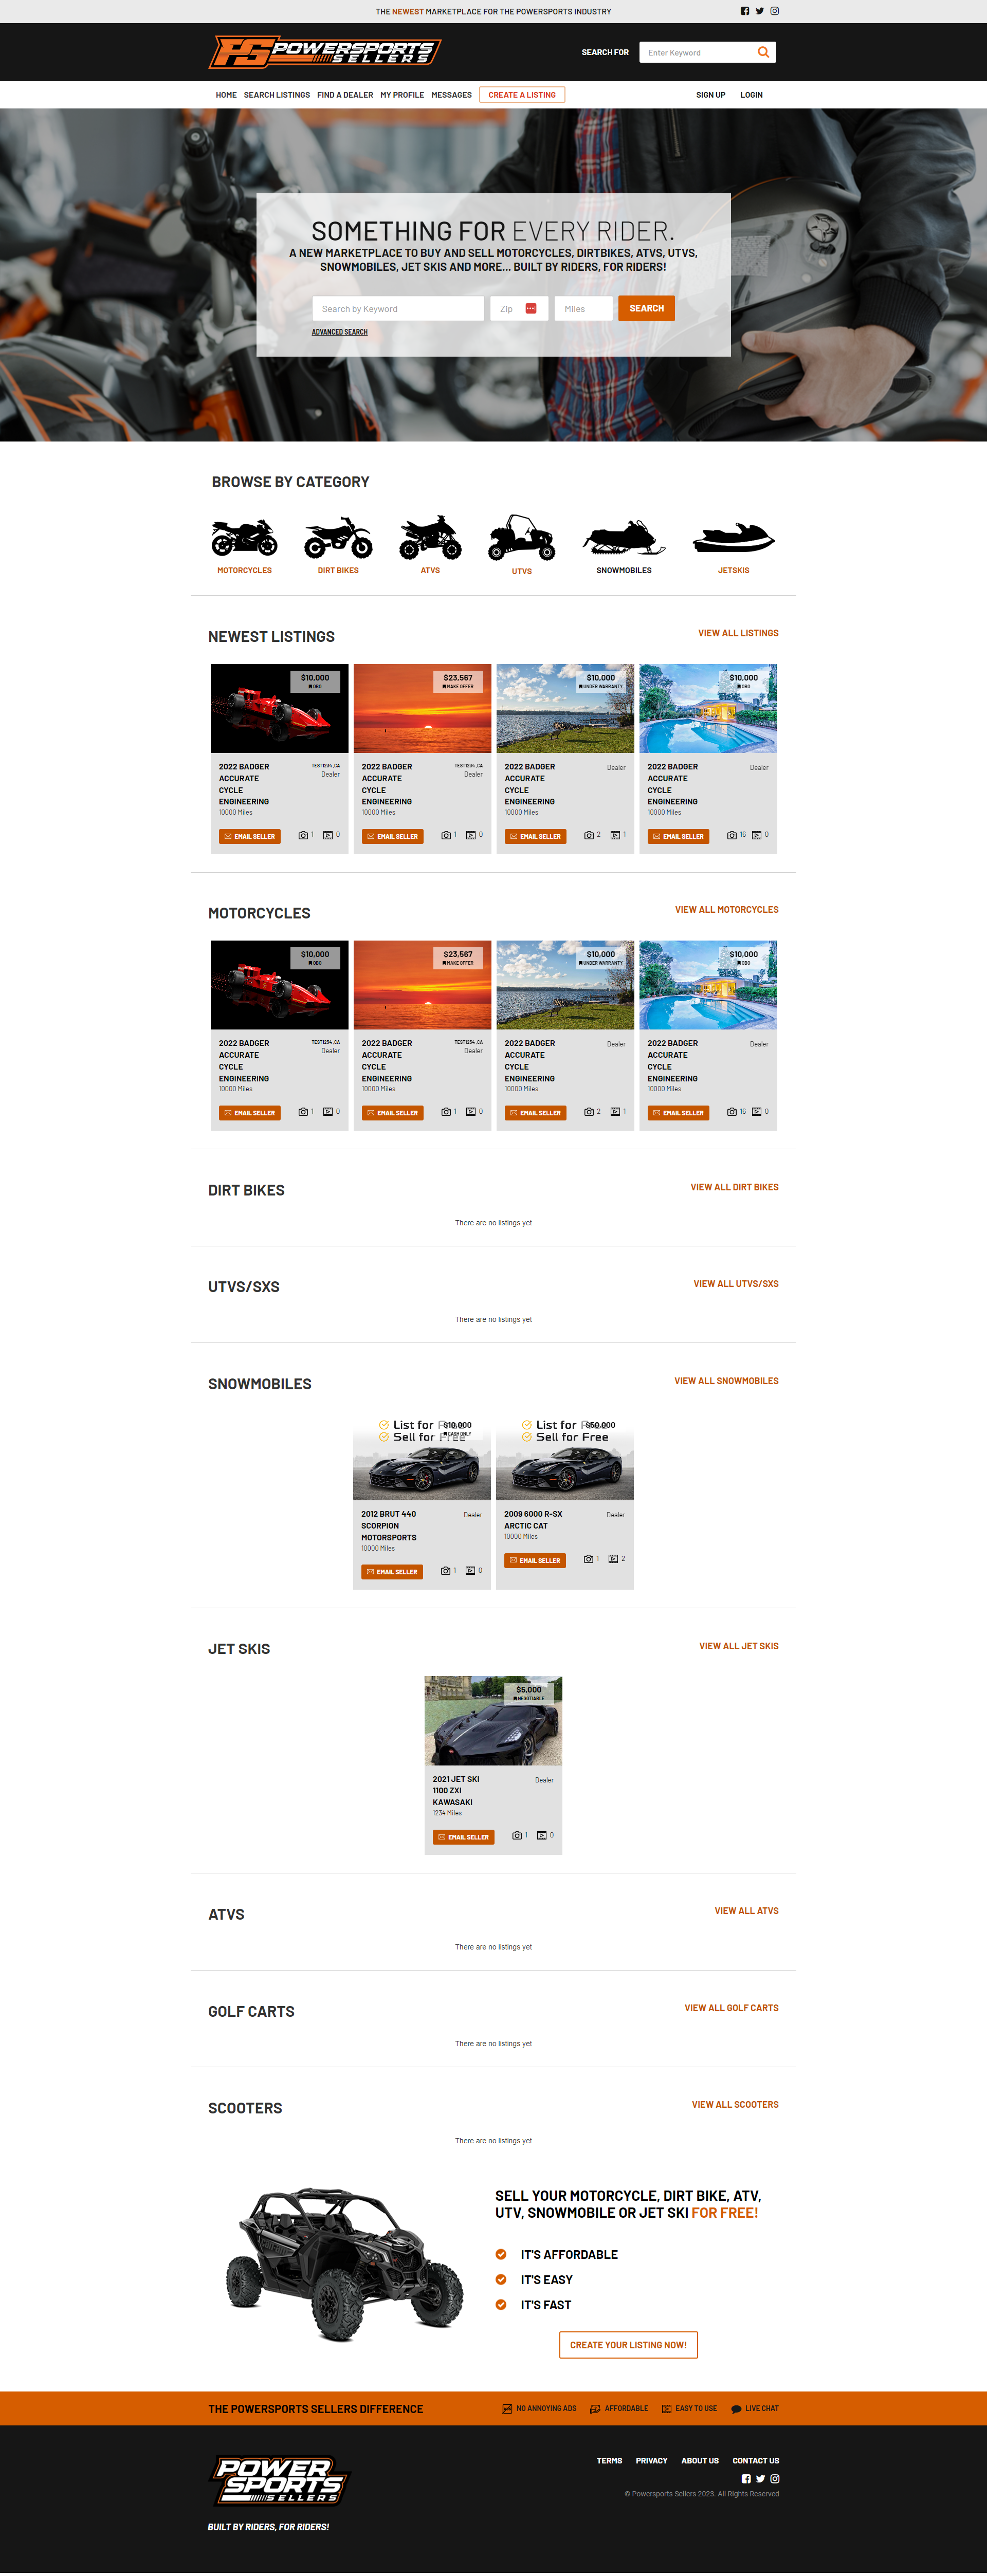 THE NEWEST MARKETPLACE FOR THE POWERSPORTS INDUSTRY
PS POWERSPORTS
SELLERS
SEARCH FOR
Enter Keyword
HOME SEARCH LISTINGS FIND A DEALER MY PROFILE MESSAGES CREATE A LISTING SIGN UP LOGIN
SOMETHING FOR EVERY RIDER.
A NEW MARKETPLACE TO BUY AND SELL MOTORCYCLES, DIRTBIKES, ATVS, UTVS,
SNOWMOBILES, JET SKIS AND MORE... BUILT BY RIDERS, FOR RIDERS!
Search by Keyword Zip Miles SEARCH
ADVANCED SEARCH
BROWSE BY CATEGORY
MOTORCYCLES DIRT BIKES ATVS UTVS SNOWMOBILES JETSKIS
NEWEST LISTINGS VIEW ALL LISTINGS
$10,000 $23,567 $10,000 $10,000
OBO MAKE OFFER UNDER WARRANTY OBO
2022 BADGER TEST1234 ,CA 2022 BADGER TEST1234 ,CA 2022 BADGER Dealer 2022 BADGER Dealer
ACCURATE Dealer ACCURATE Dealer ACCURATE ACCURATE
CYCLE CYCLE CYCLE CYCLE
ENGINEERING ENGINEERING ENGINEERING ENGINEERING
10000 Miles 10000 Miles 10000 Miles 10000 Miles
EMAIL SELLER 1 0 EMAIL SELLER 1 0 EMAIL SELLER 2 1 EMAIL SELLER 16 0
MOTORCYCLES VIEW ALL MOTORCYCLES
$10,000 $23,567 $10,000 $10,000
OBO MAKE OFFER UNDER WARRANTY OBO
2022 BADGER TEST1234 ,CA 2022 BADGER TEST1234 ,CA 2022 BADGER Dealer 2022 BADGER Dealer
ACCURATE Dealer ACCURATE Dealer ACCURATE ACCURATE
CYCLE CYCLE CYCLE CYCLE
ENGINEERING ENGINEERING ENGINEERING ENGINEERING
10000 Miles 10000 Miles 10000 Miles 10000 Miles
EMAIL SELLER 1 0 EMAIL SELLER 1 0 EMAIL SELLER 2 1 EMAIL SELLER 16 0
DIRT BIKES VIEW ALL DIRT BIKES
There are no listings yet
UTVS/SXS VIEW ALL UTVS/SXS
There are no listings yet
SNOWMOBILES VIEW ALL SNOWMOBILES
List for $10,000 List for $50,000
Sell for Free CASH ONLY Sell for Free
2012 BRUT 440 Dealer 2009 6000 R-SX Dealer
SCORPION ARCTIC CAT
MOTORSPORTS 10000 Miles
10000 Miles
EMAIL SELLER 1 0 EMAIL SELLER 1 2
JET SKIS VIEW ALL JET SKIS
$5,000
NEGOTIABLE
2021 JET SKI Dealer
1100 ZXI
KAWASAKI
1234 Miles
EMAIL SELLER 1 0
ATVS VIEW ALL ATVS
There are no listings yet
GOLF CARTS VIEW ALL GOLF CARTS
There are no listings yet
SCOOTERS VIEW ALL SCOOTERS
There are no listings yet
SELL YOUR MOTORCYCLE, DIRT BIKE, ATV,
UTV, SNOWMOBILE OR JET SKI FOR FREE!
IT'S AFFORDABLE
IT'S EASY
IT'S FAST
CREATE YOUR LISTING NOW!
THE POWERSPORTS SELLERS DIFFERENCE NO ANNOYING ADS AFFORDABLE EASY TO USE LIVE CHAT
POWER
SPORTS
SELLERS
BUILT BY RIDERS, FOR RIDERS!
TERMS PRIVACY ABOUT US CONTACT US
© Powersports Sellers 2023. All Rights Reserved